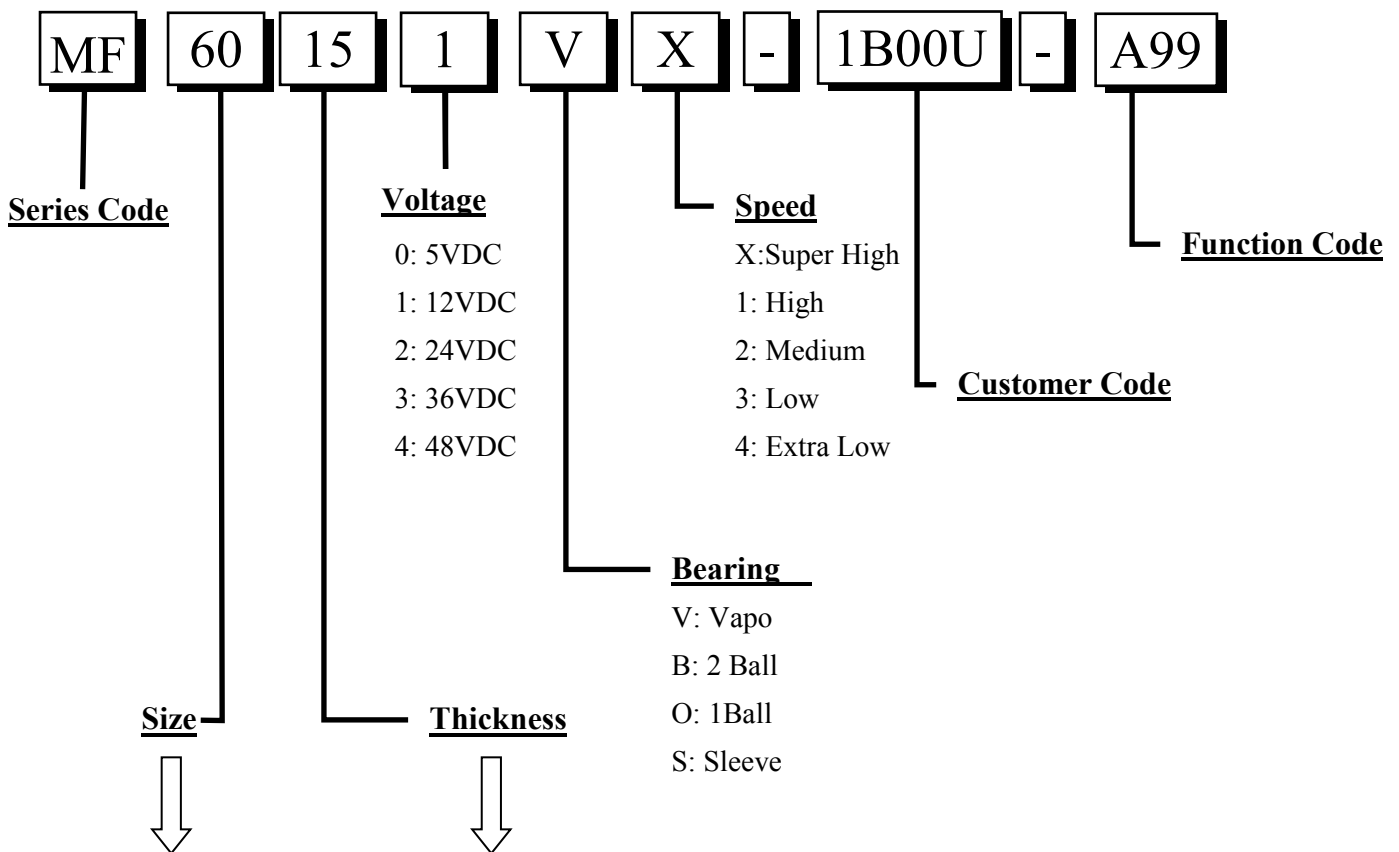 MF 60 15 1 V X - 1B00U - A99
Series Code
Voltage
0: 5VDC
1: 12VDC
2: 24VDC
3: 36VDC
4: 48VDC
Speed
X:Super High
1: High
2: Medium
3: Low
4: Extra Low
Function Code
Customer Code
Bearing
V: Vapo
B: 2 Ball
O: 1Ball
S: Sleeve
Size
Thickness